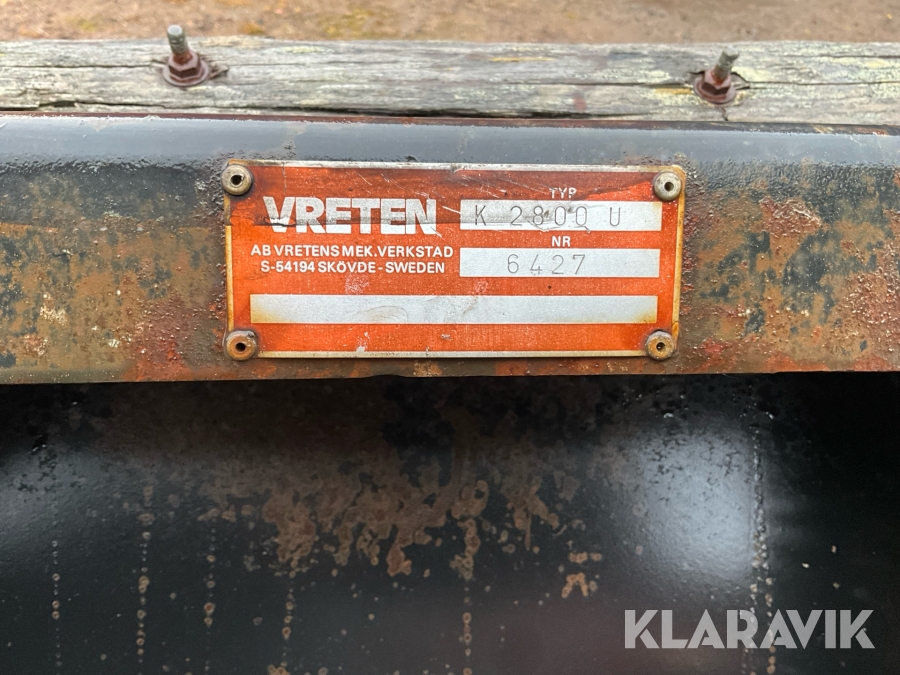 TYP
VRETEN K 2800 U
NR
AB VRETENS MEK. VERKSTAD
S-54194 SKÖVDE - SWEDEN
6427
KLARAVIK